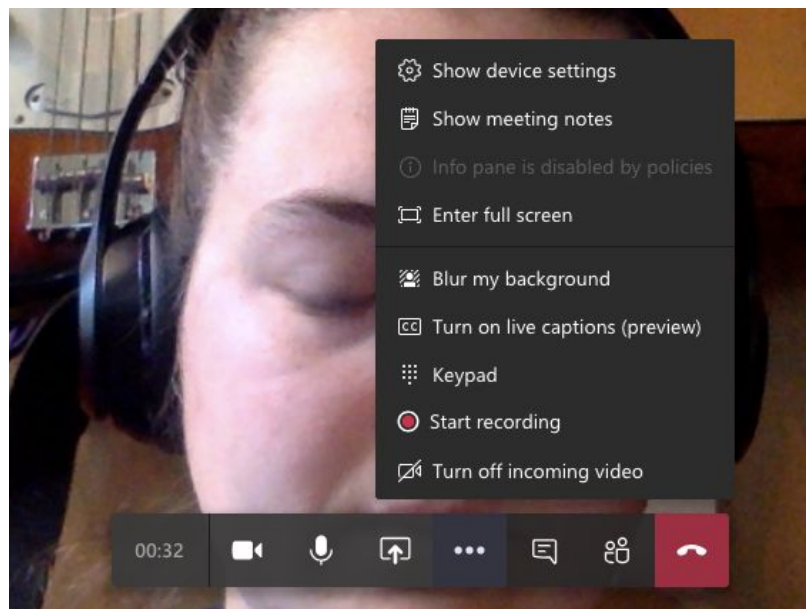 Show device settings
Show meeting notes
Info pane is disabled by policies
Enter full screen
Blur my background
CC Turn on live captions (preview)
Keypad
Start recording
Turn off incoming video
00:32